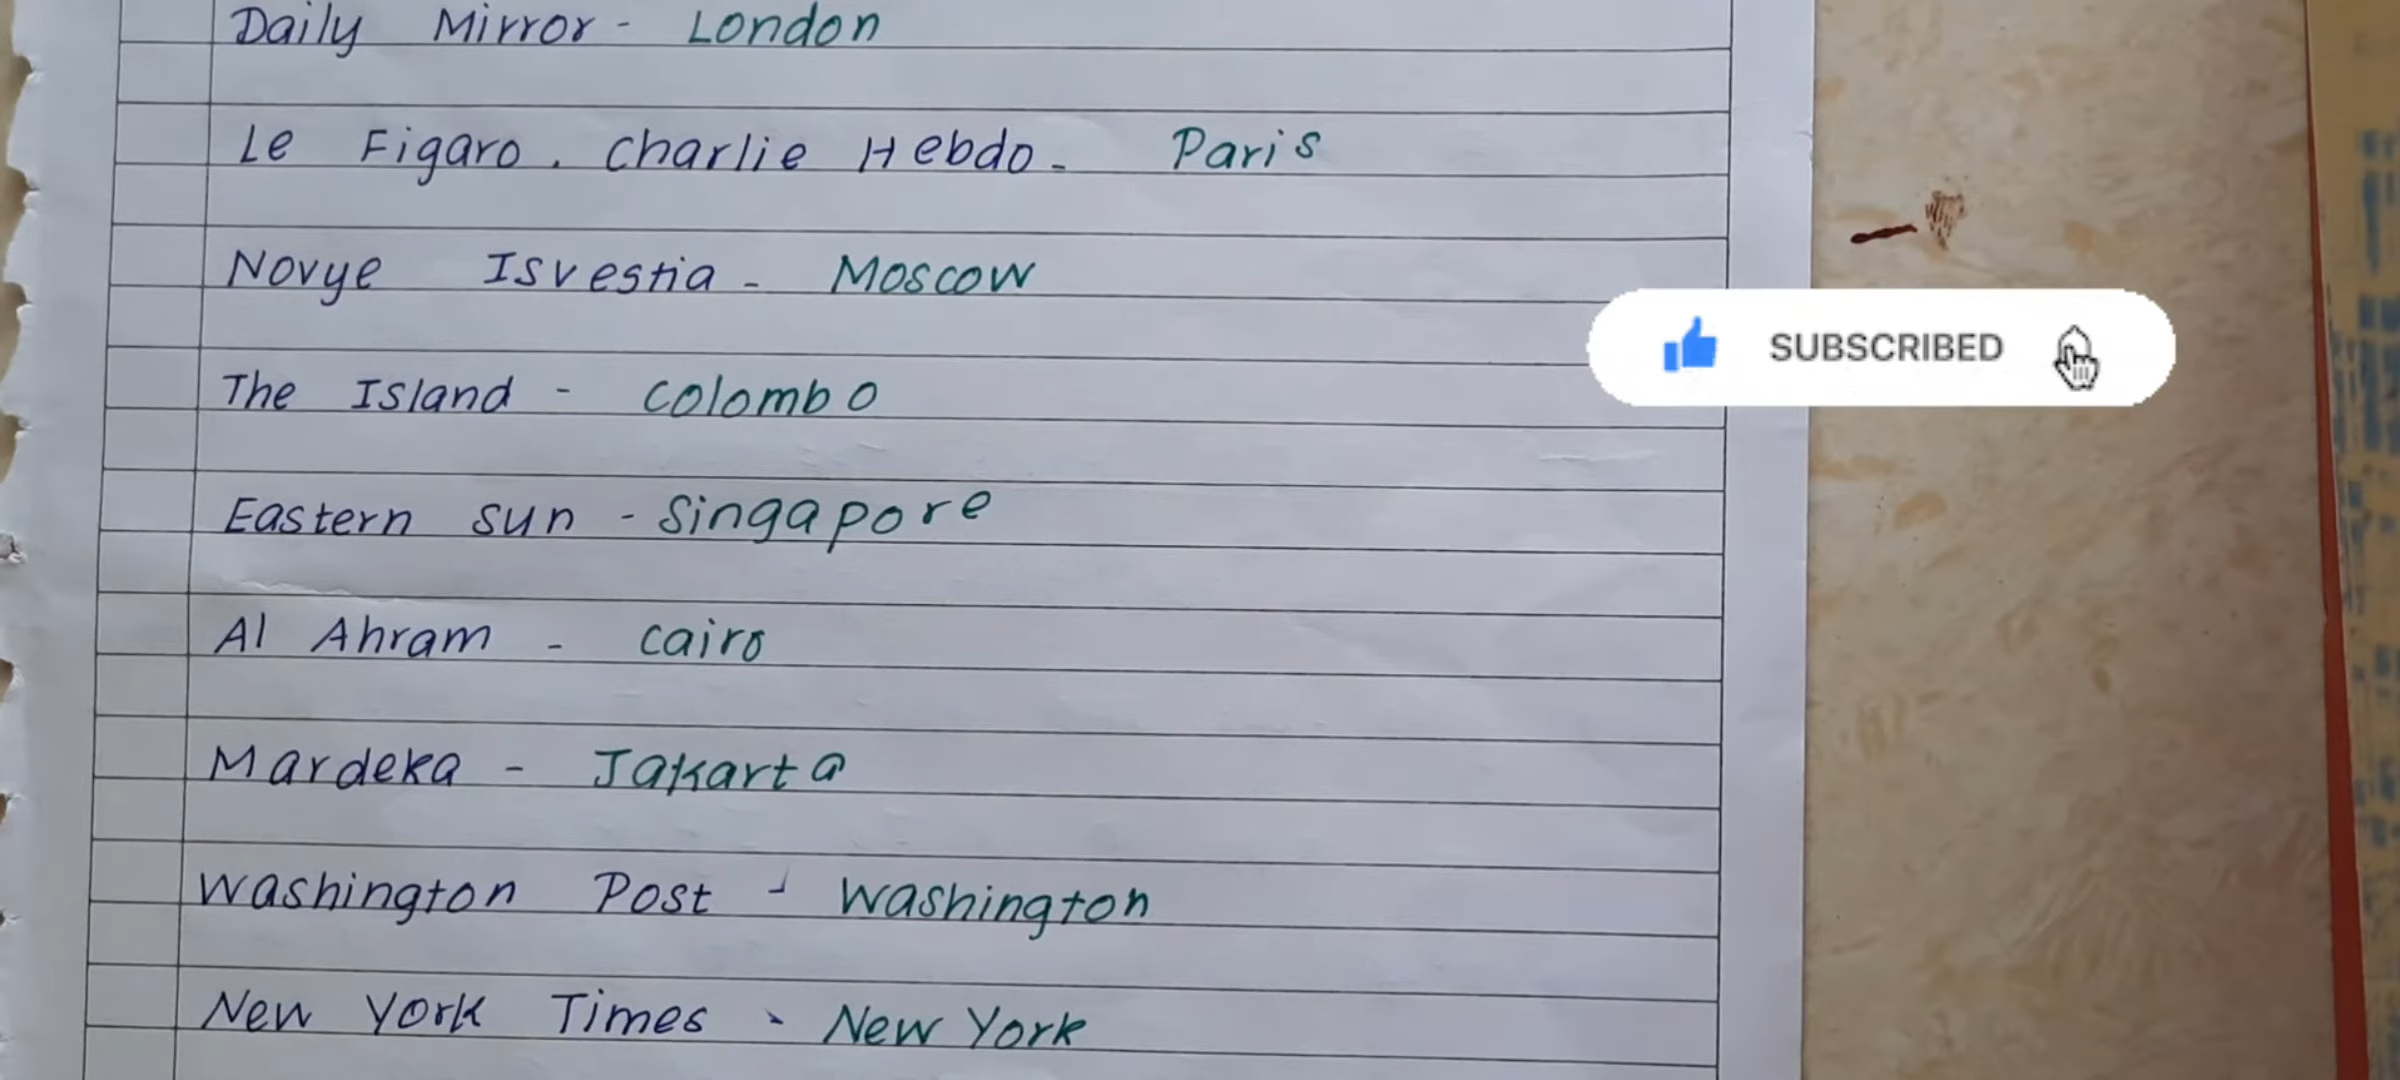 Daily Mirror - London
Le Figaro. Charlie Hebdo - Paris
Novye Isvestia - Moscow
SUBSCRIBED
The Island - Colombo
Eastern Sun - Singapore
Al Ahram - Cairo
Mardeka - Jakarta
Washington Post - Washington
New York Times - New York